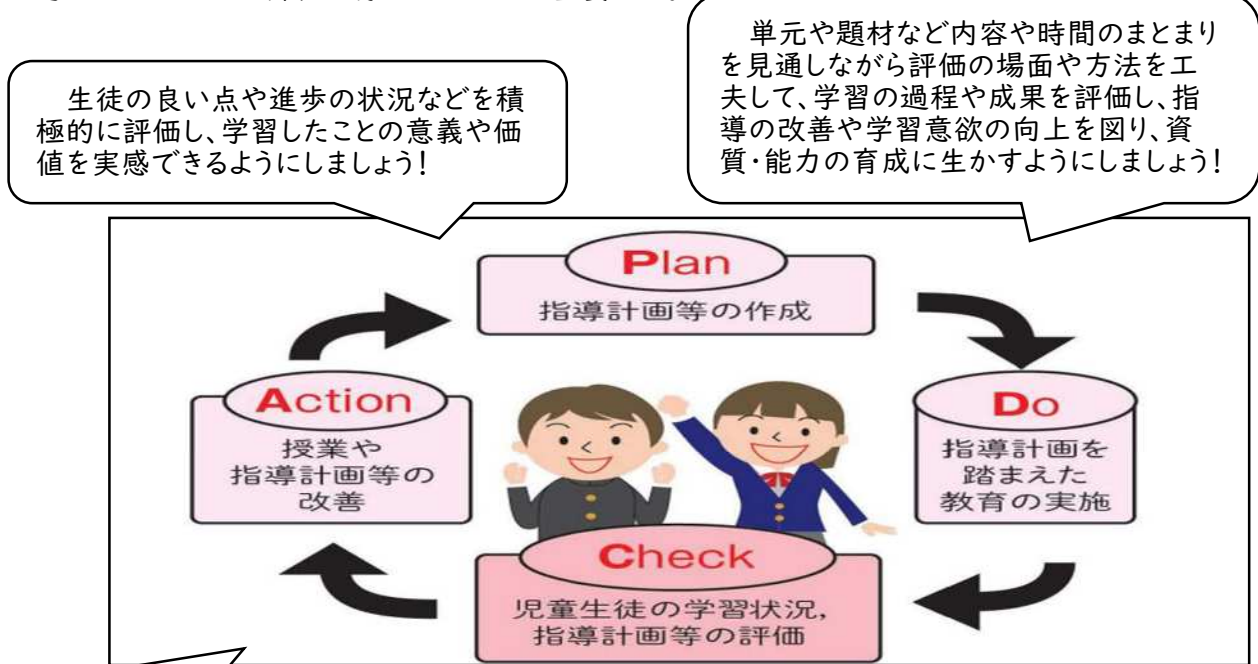 生徒の良い点や進歩の状況などを積
極的に評価し、学習したことの意義や価
値を実感できるようにしましょう!
単元や題材など内容や時間のまとまり
を見通しながら評価の場面や方法を工
夫して、学習の過程や成果を評価し、指
導の改善や学習意欲の向上を図り、資
質・能力の育成に生かすようにしましょう!
Plan
指導計画等の作成
Action
授業や
指導計画等の
改善
Do
指導計画を
踏まえた
教育の実施
Check
児童生徒の学習状況,
指導計画等の評価